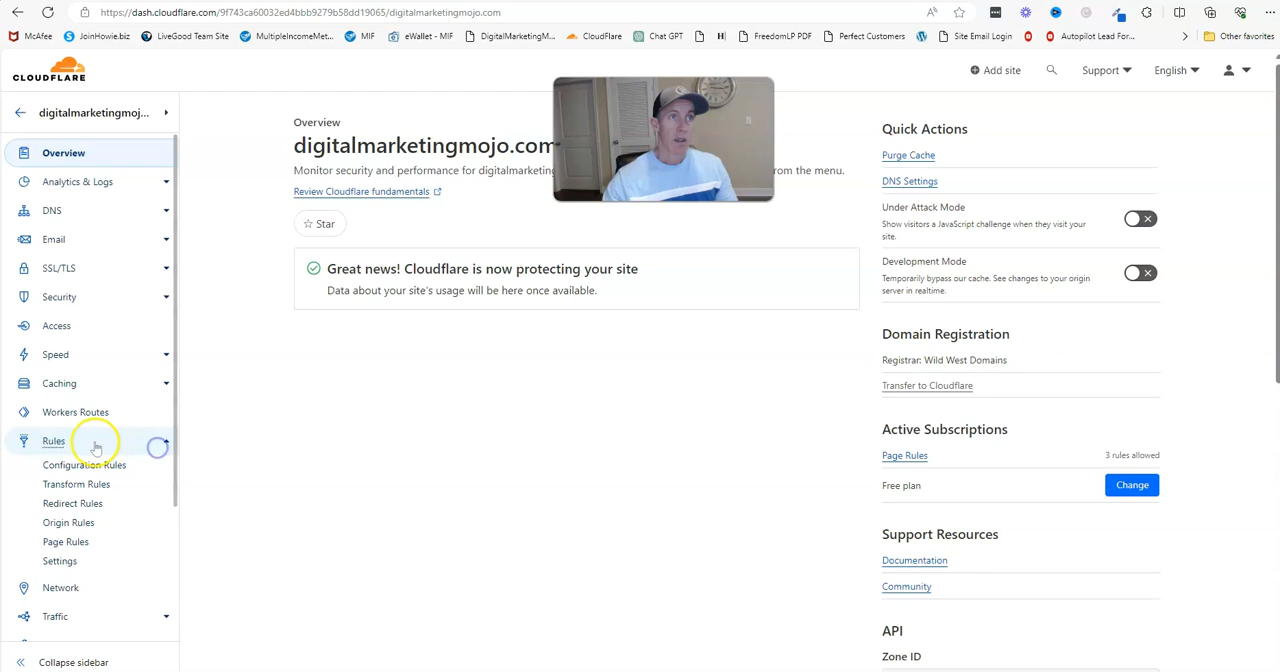 https://dash.cloudflare.com/9f743ca60032ed4bbb9279b58dd19065/digitalmarketingmojo.com
McAfee JoinHowie.biz LiveGood Team Site MultipleIncomeMet... MIF eWallet - MIF DigitalMarketingM... CloudFlare Chat GPT H FreedomLP PDF Perfect Customers Site Email Login Autopilot Lead For... Other favorites
CLOUDFLARE
Add site Support English
digitalmarketingmoj...
Overview
Analytics & Logs
DNS
Email
SSL/TLS
Security
Access
Speed
Caching
Workers Routes
Rules
Configuration Rules
Transform Rules
Redirect Rules
Origin Rules
Page Rules
Settings
Network
Traffic
Collapse sidebar
Overview
digitalmarketingmojo.com
Monitor security and performance for digitalmarketing rom the menu.
Review Cloudflare fundamentals
Star
Great news! Cloudflare is now protecting your site
Data about your site's usage will be here once available.
Quick Actions
Purge Cache
DNS Settings
Under Attack Mode
Show visitors a JavaScript challenge when they visit your
site.
Development Mode
Temporarily bypass our cache. See changes to your origin
server in realtime.
Domain Registration
Registrar: Wild West Domains
Transfer to Cloudflare
Active Subscriptions
Page Rules 3 rules allowed
Free plan Change
Support Resources
Documentation
Community
API
Zone ID